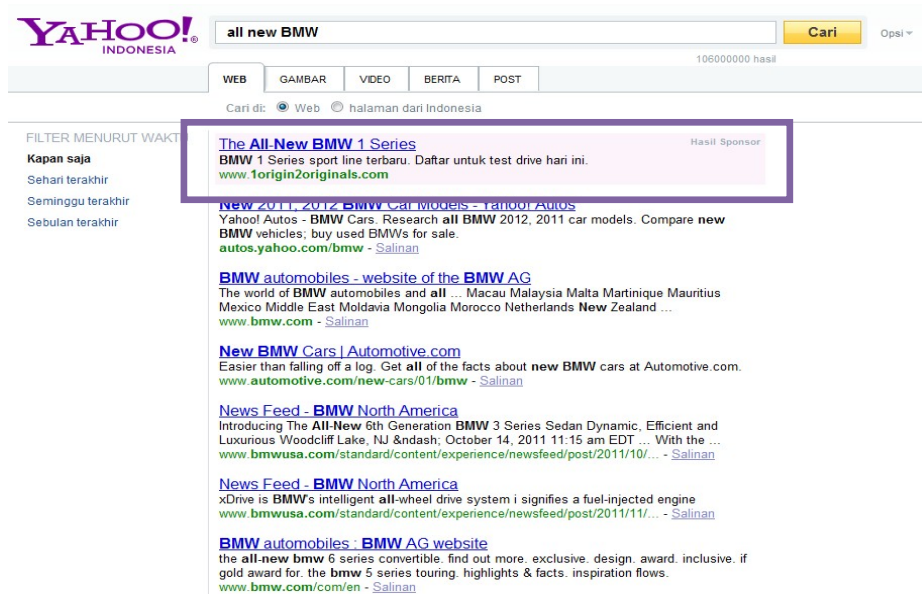 YAHOO!® INDONESIA
all new BMW
Cari
Opsi
106000000 hasil
WEB GAMBAR VIDEO BERITA POST
Cari di: Web halaman dari Indonesia
FILTER MENURUT WAKTU
Kapan saja
Sehari terakhir
Seminggu terakhir
Sebulan terakhir
The All-New BMW 1 Series
Hasil Sponsor
BMW 1 Series sport line terbaru. Daftar untuk test drive hari ini.
www.1origin2originals.com
New 2011, 2012 BMW Car Models - Yahoo! Autos
Yahoo! Autos - BMW Cars. Research all BMW 2012, 2011 car models. Compare new
BMW vehicles; buy used BMWs for sale.
autos.yahoo.com/bmw - Salinan
BMW automobiles - website of the BMW AG
The world of BMW automobiles and all ... Macau Malaysia Malta Martinique Mauritius
Mexico Middle East Moldavia Mongolia Morocco Netherlands New Zealand ...
www.bmw.com - Salinan
New BMW Cars | Automotive.com
Easier than falling off a log. Get all of the facts about new BMW cars at Automotive.com.
www.automotive.com/new-cars/01/bmw - Salinan
News Feed - BMW North America
Introducing The All-New 6th Generation BMW 3 Series Sedan Dynamic, Efficient and
Luxurious Woodcliff Lake, NJ &ndash; October 14, 2011 11:15 am EDT ... With the ...
www.bmwusa.com/standard/content/experience/newsfeed/post/2011/10/... - Salinan
News Feed - BMW North America
xDrive is BMW's intelligent all-wheel drive system i signifies a fuel-injected engine
www.bmwusa.com/standard/content/experience/newsfeed/post/2011/11/... - Salinan
BMW automobiles : BMW AG website
the all-new bmw 6 series convertible. find out more. exclusive. design. award. inclusive. if
gold award for. the bmw 5 series touring. highlights & facts. inspiration flows.
www.bmw.com/com/en - Salinan